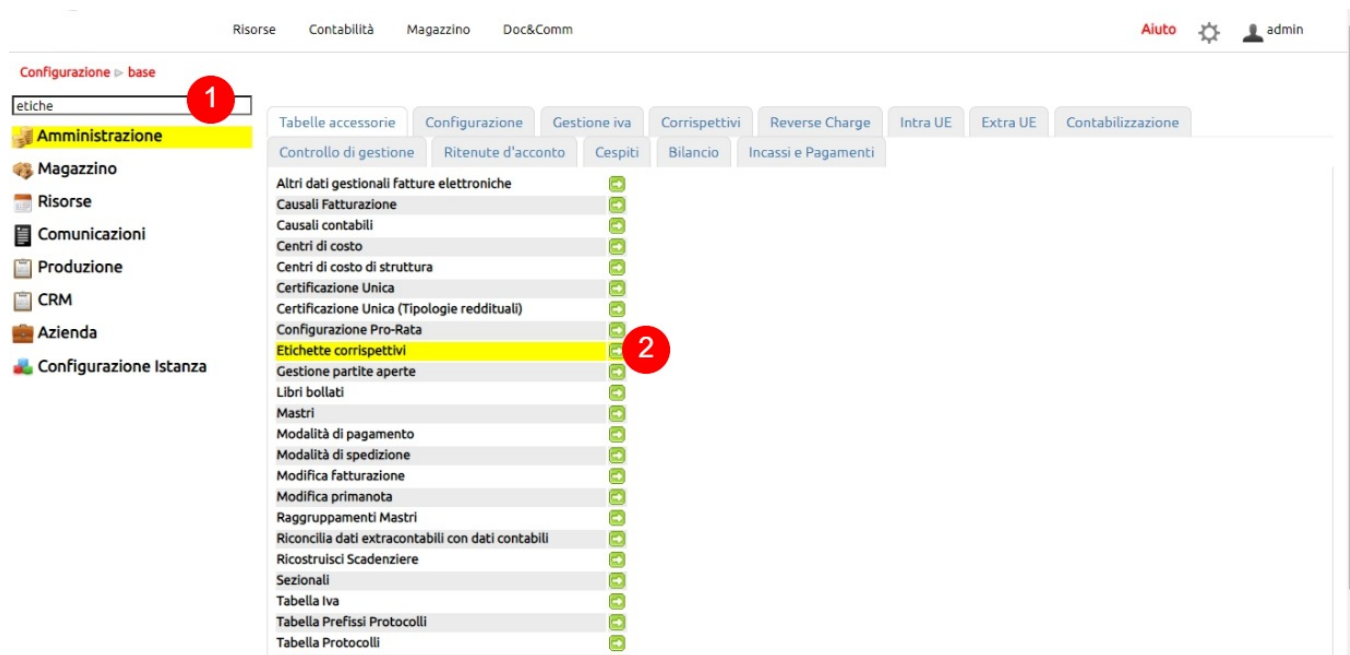 Risorse Contabilità Magazzino Doc&Comm Aiuto admin
Configurazione ▷ base
etiche 1
Amministrazione
Magazzino
Risorse
Comunicazioni
Produzione
CRM
Azienda
Configurazione Istanza
Tabelle accessorie Configurazione Gestione iva Corrispettivi Reverse Charge Intra UE Extra UE Contabilizzazione
Controllo di gestione Ritenute d'acconto Cespiti Bilancio Incassi e Pagamenti
Altri dati gestionali fatture elettroniche
Causali Fatturazione
Causali contabili
Centri di costo
Centri di costo di struttura
Certificazione Unica
Certificazione Unica (Tipologie reddituali)
Configurazione Pro-Rata
Etichette corrispettivi 2
Gestione partite aperte
Libri bollati
Mastri
Modalità di pagamento
Modalità di spedizione
Modifica fatturazione
Modifica primanota
Raggruppamenti Mastri
Riconcilia dati extracontabili con dati contabili
Ricostruisci Scadenziere
Sezionali
Tabella Iva
Tabella Prefissi Protocolli
Tabella Protocolli